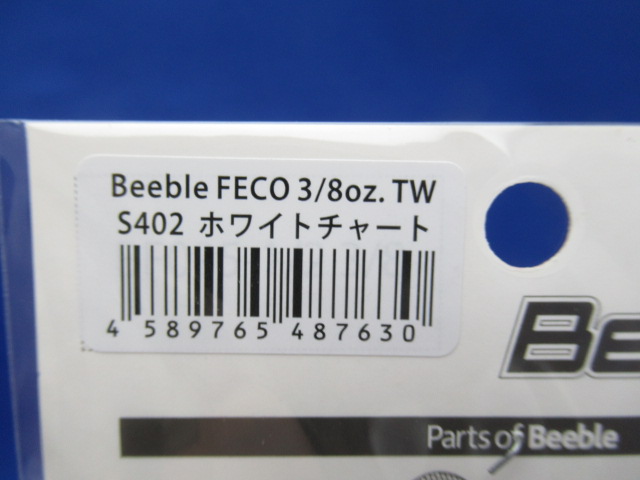 Beeble FECO 3/8oz. TW
S402 ホワイトチャート
4 589765 487630
Be
Parts of Beeble